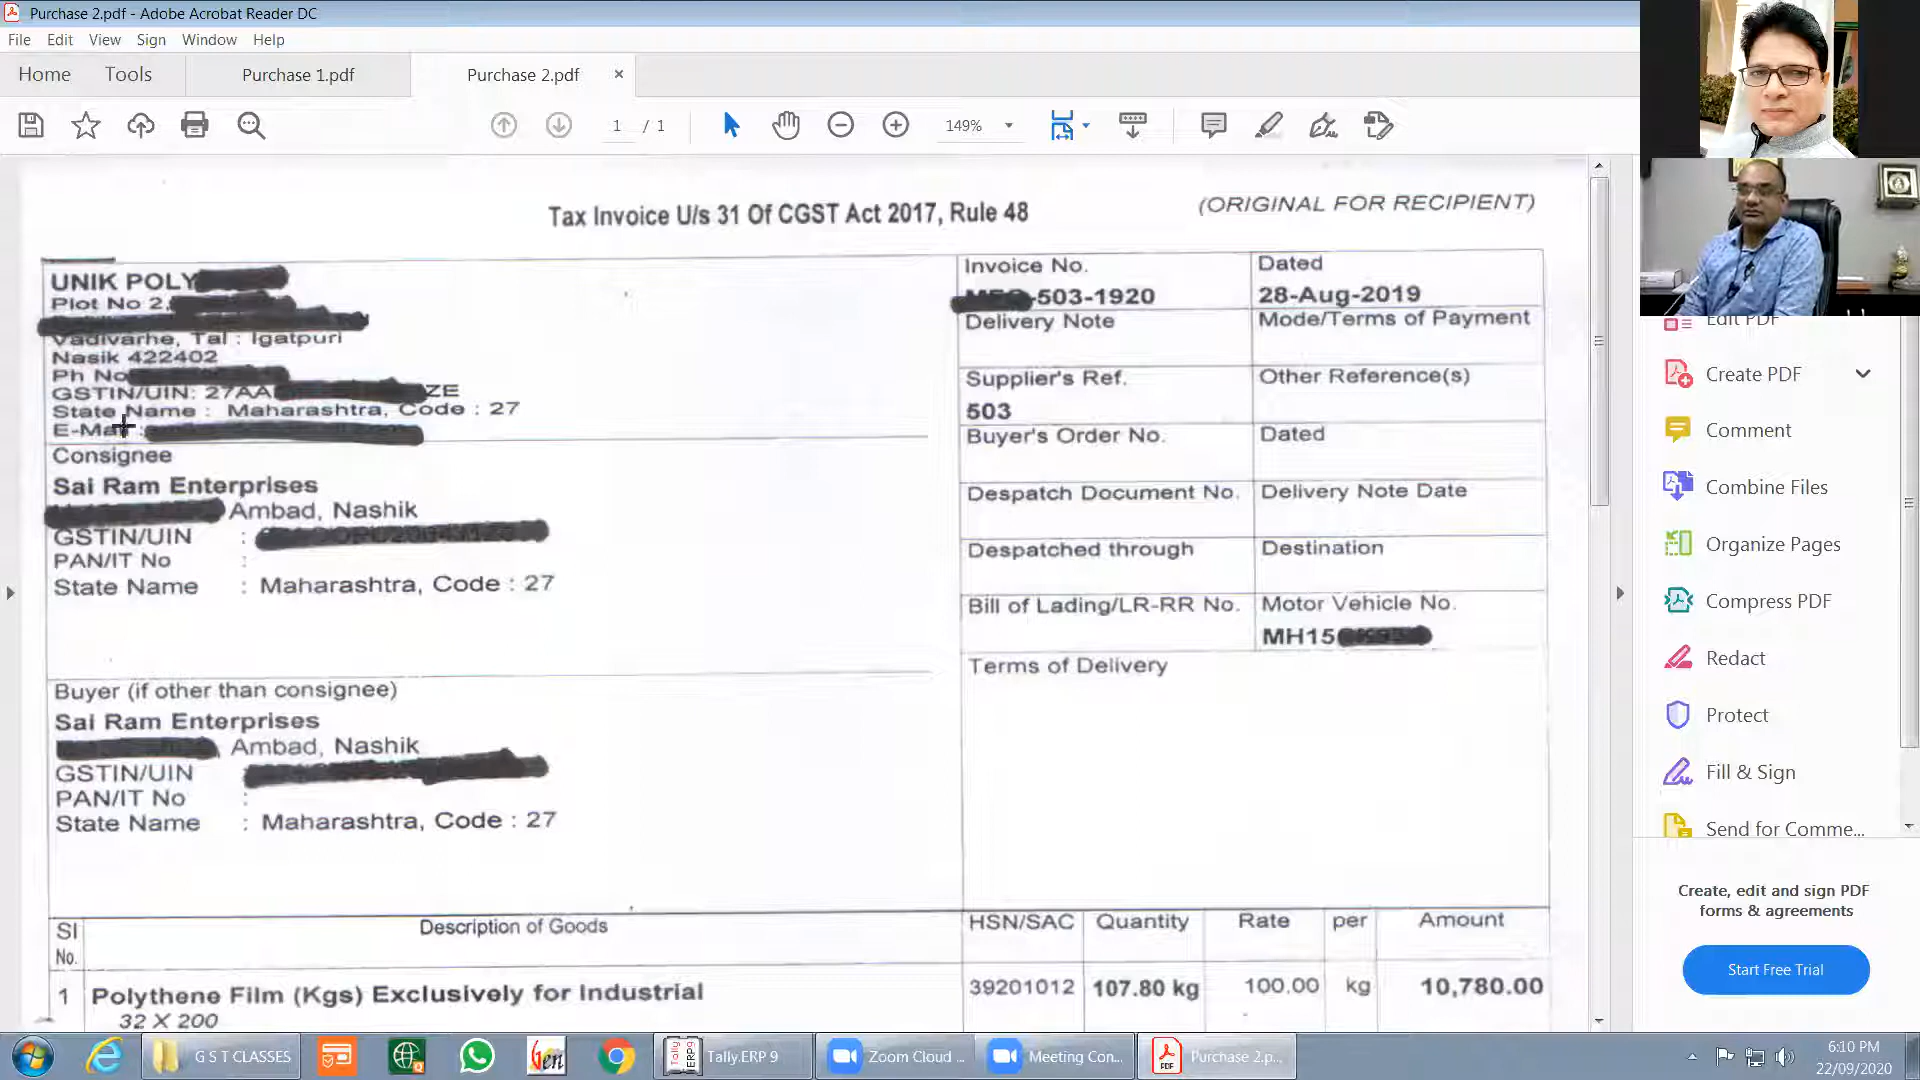 Purchase 2.pdf - Adobe Acrobat Reader DC
File Edit View Sign Window Help
Home Tools Purchase 1.pdf Purchase 2.pdf
1 / 1 149%
Tax Invoice U/s 31 Of CGST Act 2017, Rule 48 (ORIGINAL FOR RECIPIENT)
UNIK POLY
Plot No 2,
Vadivarhe, Tal : Igatpuri
Nasik 422402
Ph No
GSTIN/UIN: 27AA ZE
State Name : Maharashtra, Code : 27
E-Mail :
Consignee
Sai Ram Enterprises
Ambad, Nashik
GSTIN/UIN :
PAN/IT No :
State Name : Maharashtra, Code : 27
Buyer (if other than consignee)
Sai Ram Enterprises
Ambad, Nashik
GSTIN/UIN
PAN/IT No :
State Name : Maharashtra, Code : 27
Invoice No. Dated
-503-1920 28-Aug-2019
Delivery Note Mode/Terms of Payment
Supplier's Ref. Other Reference(s)
503
Buyer's Order No. Dated
Despatch Document No. Delivery Note Date
Despatched through Destination
Bill of Lading/LR-RR No. Motor Vehicle No.
MH15
Terms of Delivery
Sl No. Description of Goods HSN/SAC Quantity Rate per Amount
1 Polythene Film (Kgs) Exclusively for Industrial 39201012 107.80 kg 100.00 kg 10,780.00
32 X 200
Edit PDF
Create PDF
Comment
Combine Files
Organize Pages
Compress PDF
Redact
Protect
Fill & Sign
Send for Comme...
Create, edit and sign PDF
forms & agreements
Start Free Trial
G S T CLASSES
Gen
Tally.ERP 9
Zoom Cloud ...
Meeting Con...
Purchase 2.p...
6:10 PM
22/09/2020